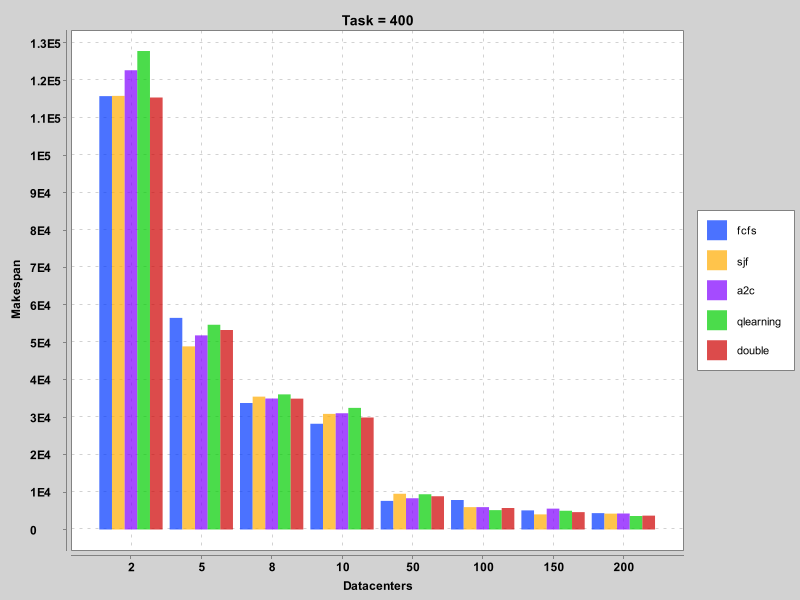 Task = 400
1.3E5
1.2E5
1.1E5
1E5
9E4
8E4
7E4
6E4
5E4
4E4
3E4
2E4
1E4
0
Makespan
2 5 8 10 50 100 150 200
Datacenters
fcfs
sjf
a2c
qlearning
double